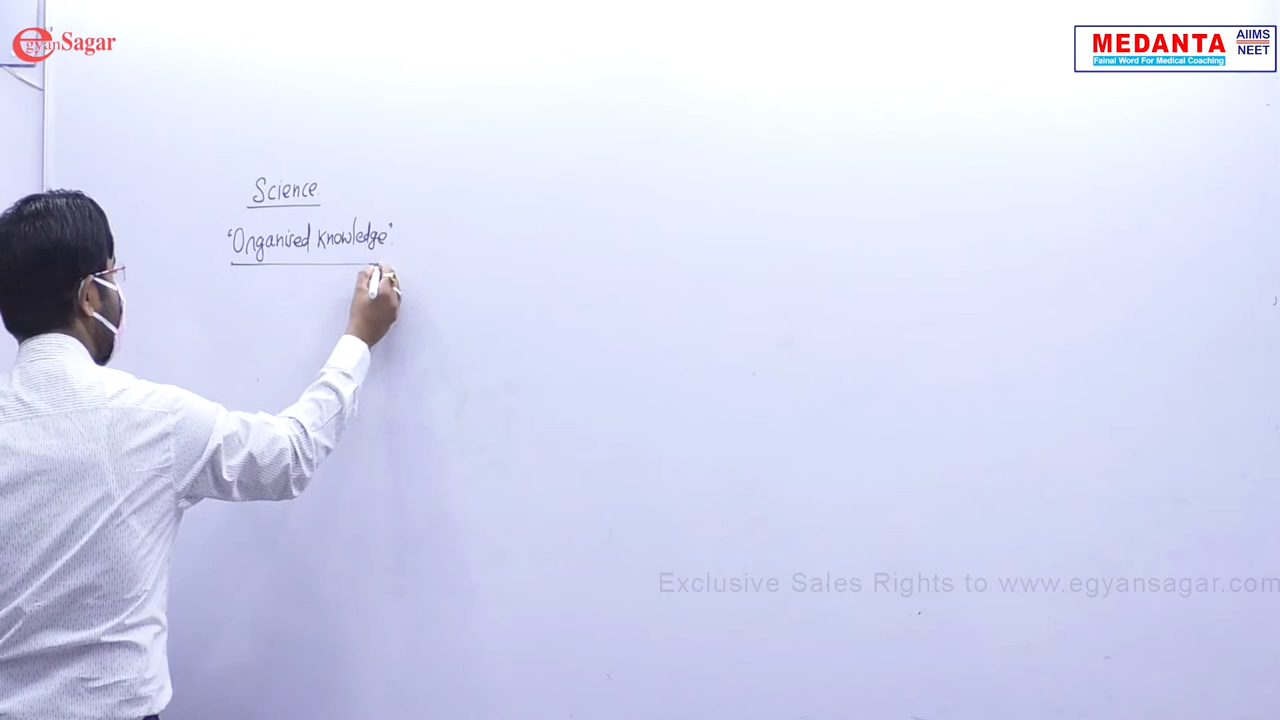 egyanSagar
MEDANTA
Fainal Word For Medical Coaching
AIIMS
NEET
Science
"Organised knowledge".
Exclusive Sales Rights to www.egyansagar.com